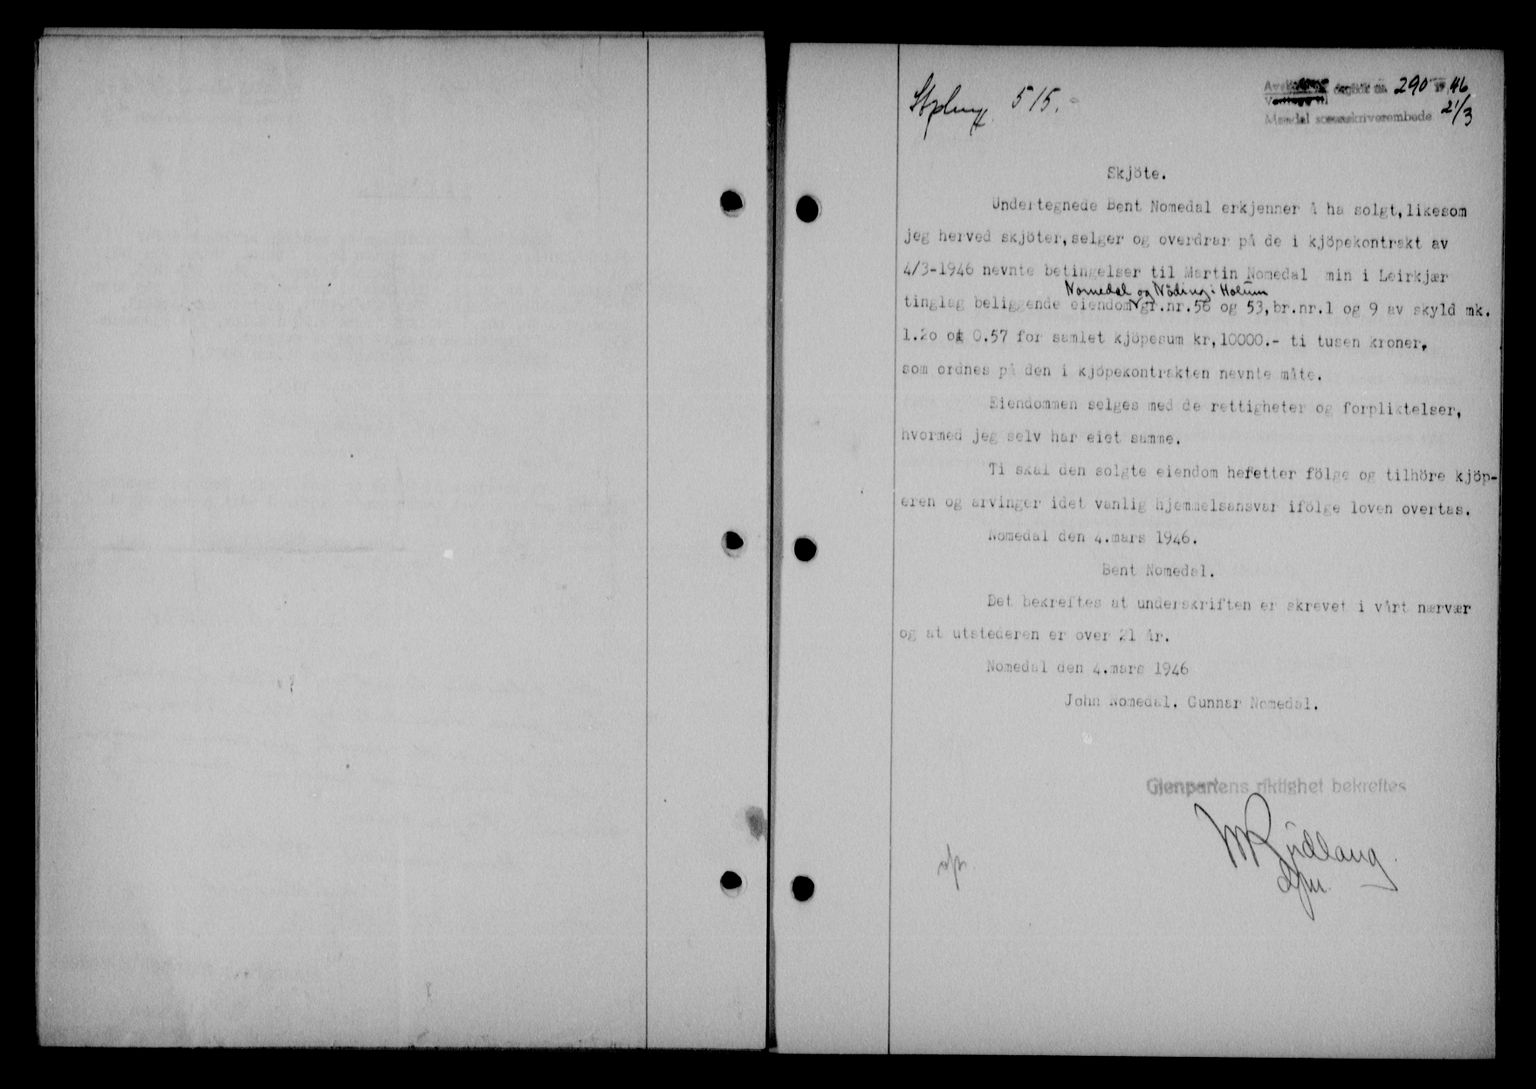 515.-
dagbok nr. 290 19 46
21/3
Mandal sorenskriverembede
Skjöte.
Undertegnede Bent Nomedal erkjenner å ha solgt, likesom
jeg herved skjöter, selger og overdrar på de i kjöpekontrakt av
4/3-1946 nevnte betingelser til Martin Nomedal min i Leirkjær
Nomedal og Nöding i Holum
tinglag beliggende eiendom gr.nr.56 og 53, br.nr.1 og 9 av skyld mk.
1.20 og 0.57 for samlet kjöpesum kr,10000.- ti tusen kroner,
som ordnes på den i kjöpekontrakten nevnte måte.
Eiendommen selges med de rettigheter og forpliktelser,
hvormed jeg selv har eiet samme.
Ti skal den solgte eiendom herefter fölge og tilhöre kjöp-
eren og arvinger idet vanlig hjemmelsansvar ifölge loven overtas.
Nomedal den 4.mars 1946.
Bent Nomedal.
Det bekreftes at underskriften er skrevet i vårt nærvær
og at utstederen er over 21 år.
Nomedal den 4.mars 1946
John Nomedal. Gunnar Nomedal.
Gjenpartens riktighet bekreftes